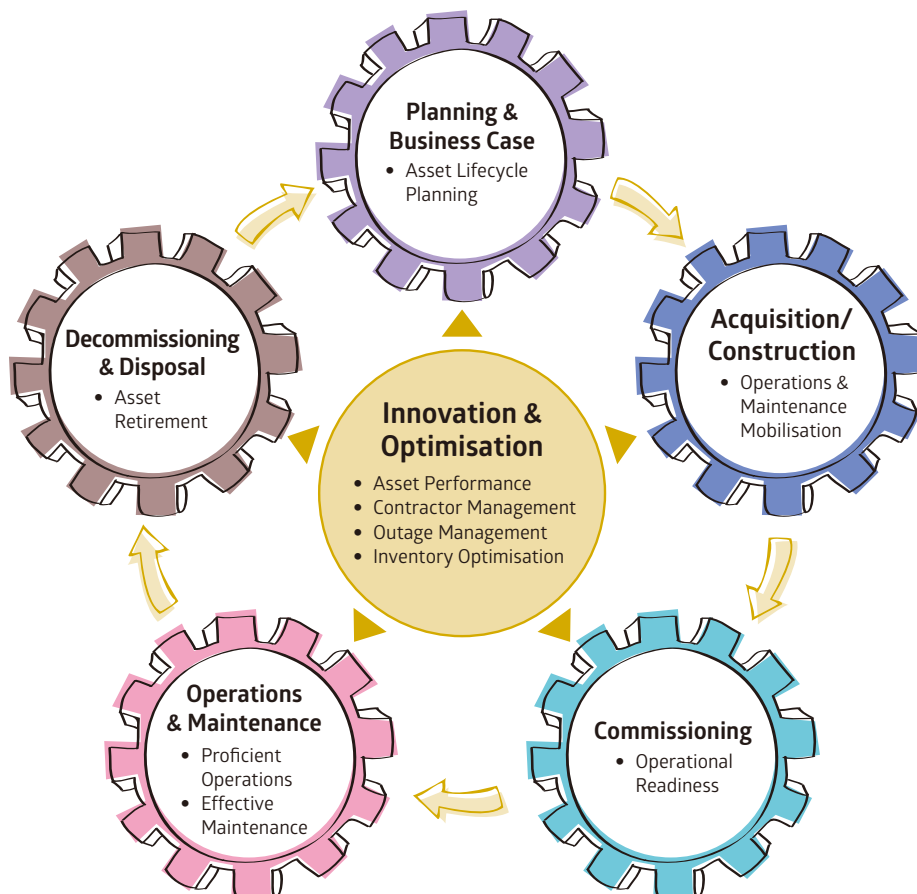 Planning &
Business Case
• Asset Lifecycle
Planning
Acquisition/
Construction
• Operations &
Maintenance
Mobilisation
Commissioning
• Operational
Readiness
Operations
& Maintenance
• Proficient
Operations
• Effective
Maintenance
Decommissioning
& Disposal
• Asset
Retirement
Innovation &
Optimisation
• Asset Performance
• Contractor Management
• Outage Management
• Inventory Optimisation